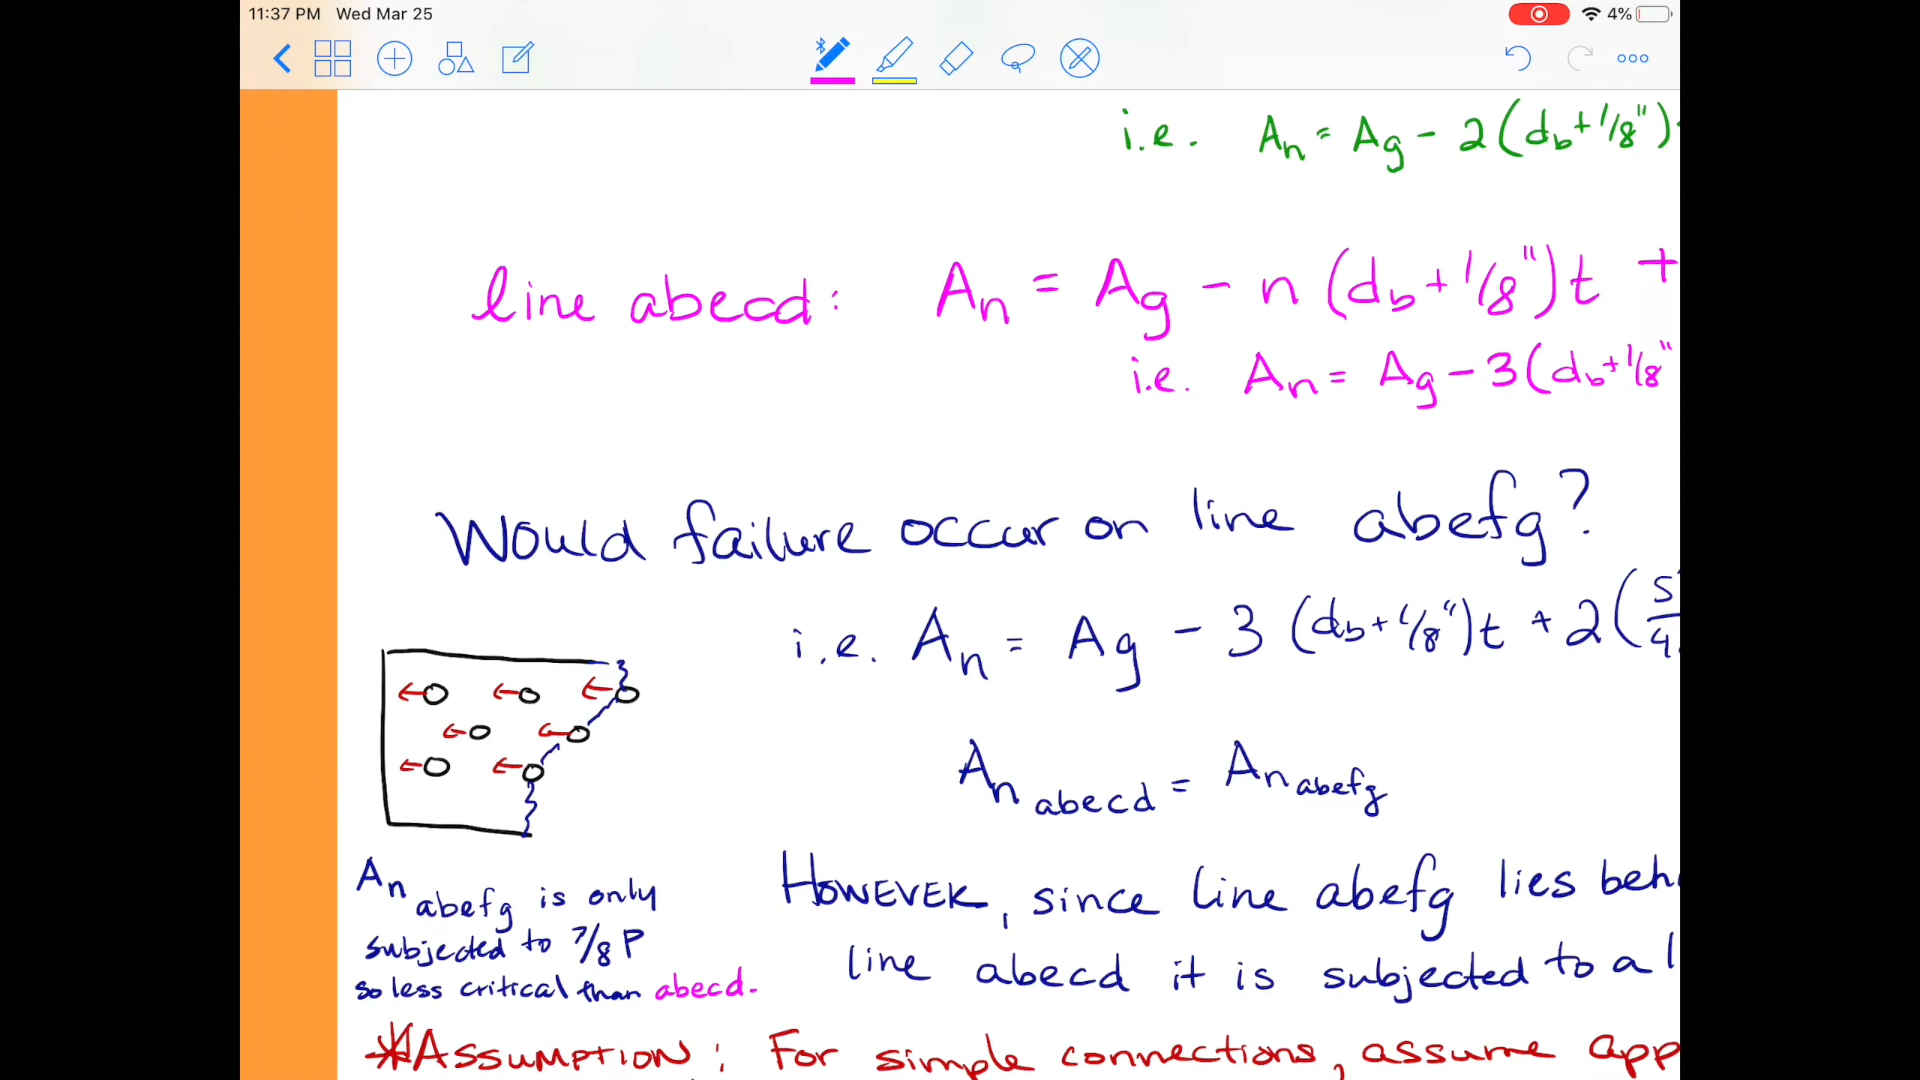 11:37 PM Wed Mar 25 4%
i.e. An = Ag - 2(db+1/8")
line abecd: An = Ag - n(db+1/8")t +
i.e. An = Ag - 3(db+1/8"
Would failure occur on line abefg?
i.e. An = Ag - 3(db+1/8")t + 2(S/4
An abecd = An abefg
An abefg is only
subjected to 7/8 P
so less critical than abecd.
HOWEVER, since line abefg lies beh
line abecd it is subjected to a l
*ASSUMPTION: For simple connections, assume app